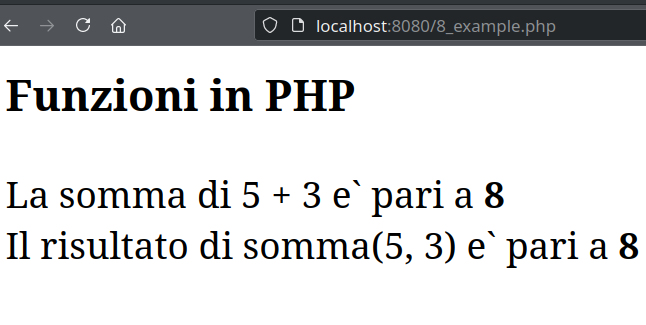 localhost:8080/8_example.php
Funzioni in PHP
La somma di 5 + 3 e` pari a 8
Il risultato di somma(5, 3) e` pari a 8